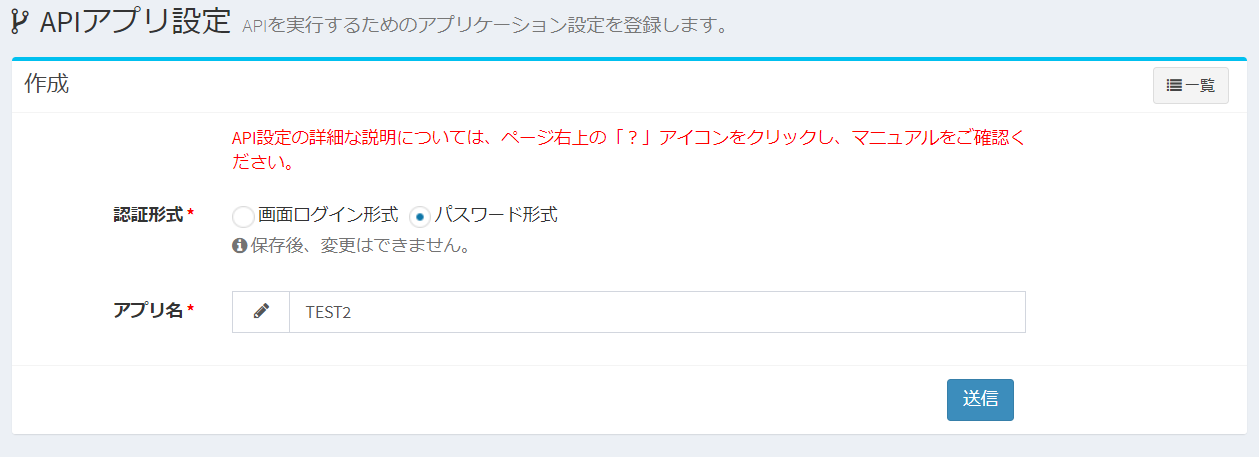 APIアプリ設定 APIを実行するためのアプリケーション設定を登録します。
作成
一覧
API設定の詳細な説明については、ページ右上の「？」アイコンをクリックし、マニュアルをご確認く
ださい。
認証形式 * 画面ログイン形式 パスワード形式
保存後、変更はできません。
アプリ名 * TEST2
送信